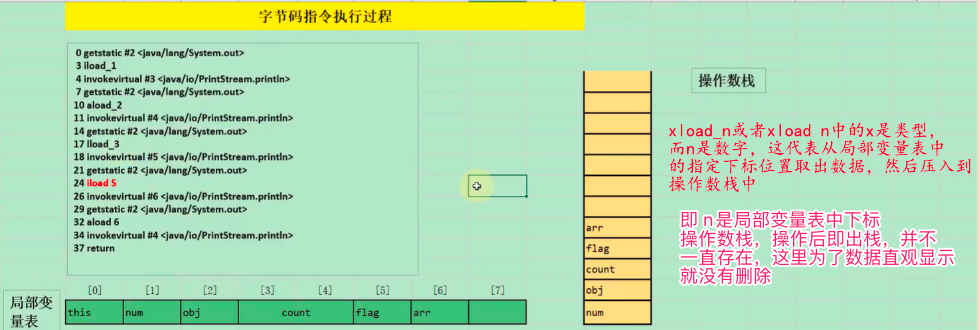 字节码指令执行过程
0 getstatic #2 <java/lang/System.out>
3 iload_1
4 invokevirtual #3 <java/io/PrintStream.println>
7 getstatic #2 <java/lang/System.out>
10 aload_2
11 invokevirtual #4 <java/io/PrintStream.println>
14 getstatic #2 <java/lang/System.out>
17 lload_3
18 invokevirtual #5 <java/io/PrintStream.println>
21 getstatic #2 <java/lang/System.out>
24 iload 5
26 invokevirtual #6 <java/io/PrintStream.println>
29 getstatic #2 <java/lang/System.out>
32 aload 6
34 invokevirtual #4 <java/io/PrintStream.println>
37 return
操作数栈
xload_n或者xload n中的x是类型，
而n是数字，这代表从局部变量表中
的指定下标位置取出数据，然后压入到
操作数栈中
即 n是局部变量表中下标
操作数栈，操作后即出栈，并不
一直存在，这里为了数据直观显示
就没有删除
arr
flag
count
obj
num
[0] [1] [2] [3] [4] [5] [6] [7]
局部变
量表
this num obj count flag arr